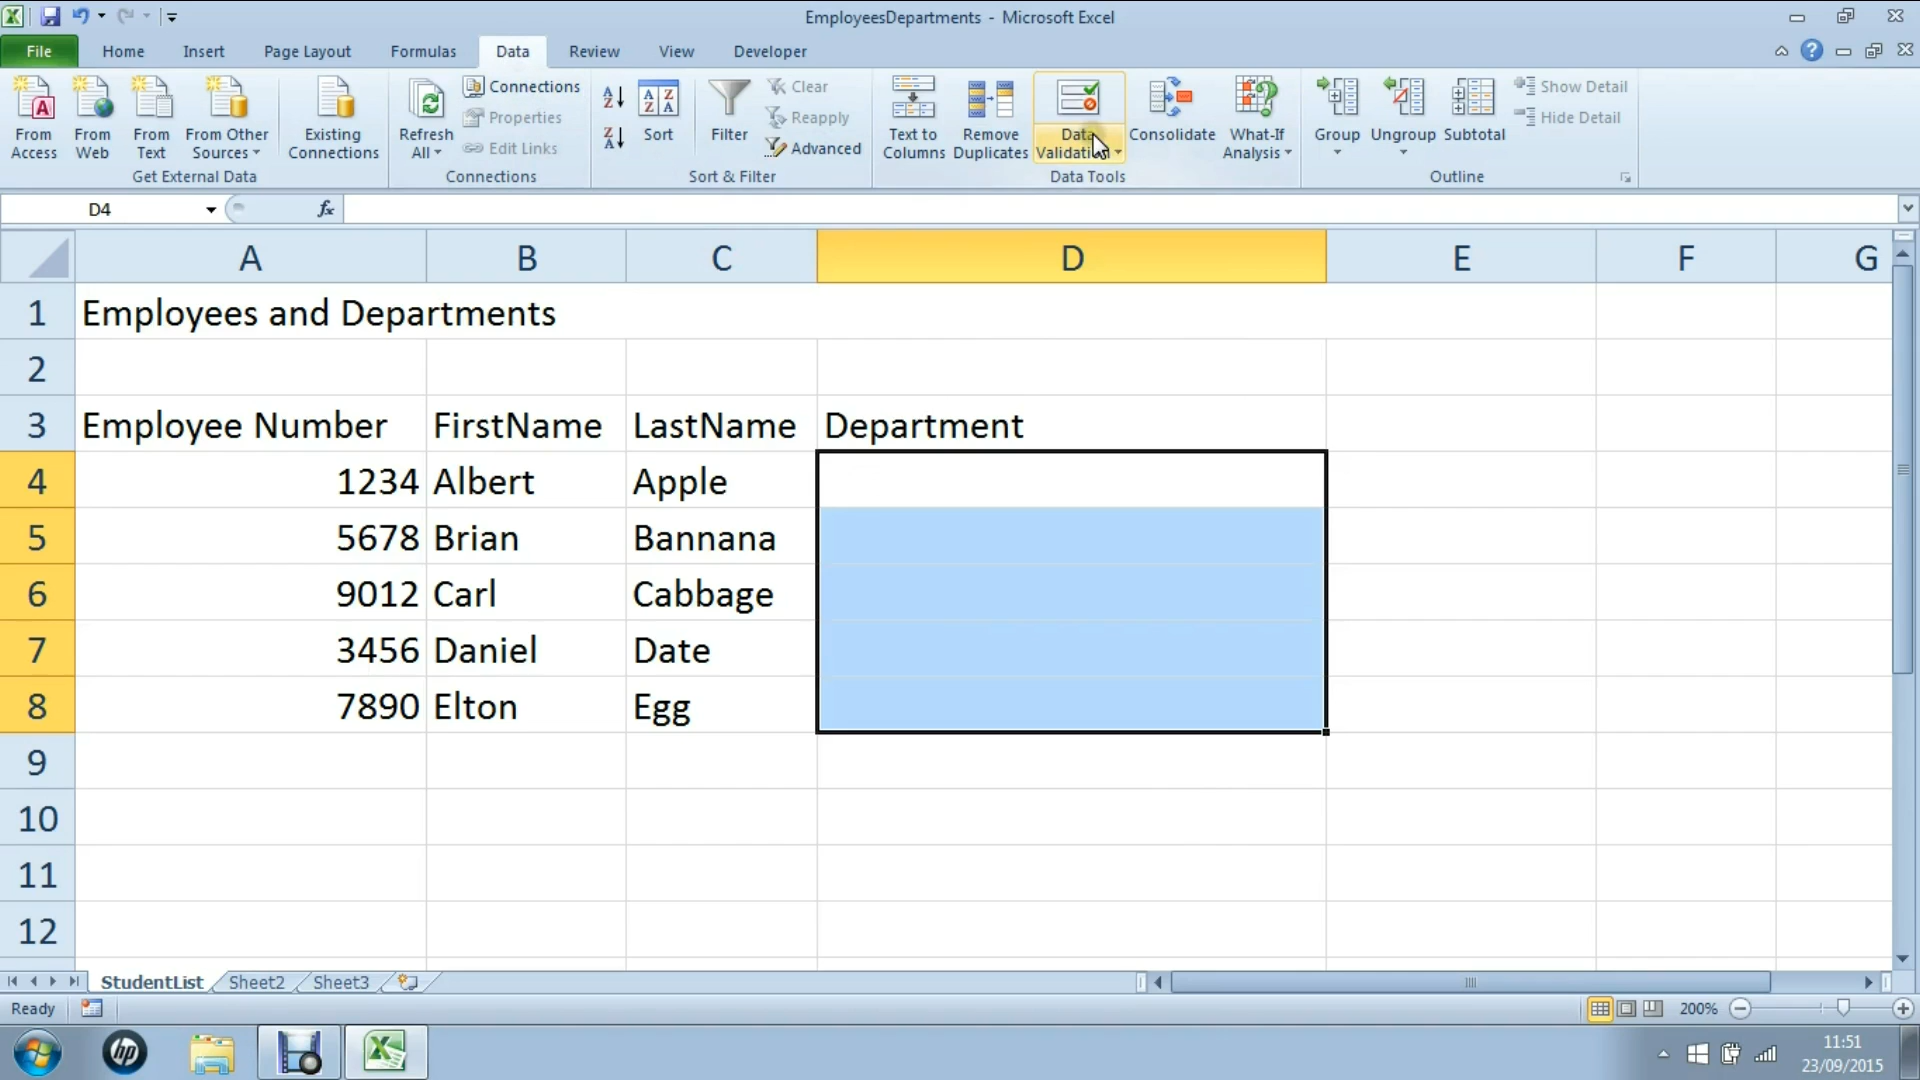 EmployeesDepartments - Microsoft Excel
File Home Insert Page Layout Formulas Data Review View Developer
From Access
From Web
From Text
From Other Sources
Get External Data
Existing Connections
Refresh All
Connections
Properties
Edit Links
Connections
Sort
Filter
Clear
Reapply
Advanced
Sort & Filter
Text to Columns
Remove Duplicates
Data Validation
Consolidate
What-If Analysis
Data Tools
Group
Ungroup
Subtotal
Show Detail
Hide Detail
Outline
D4 fx
A B C D E F G
1 Employees and Departments
2
3 Employee Number FirstName LastName Department
4 1234 Albert Apple
5 5678 Brian Bannana
6 9012 Carl Cabbage
7 3456 Daniel Date
8 7890 Elton Egg
9
10
11
12
StudentList Sheet2 Sheet3
Ready 200%
hp
11:51
23/09/2015